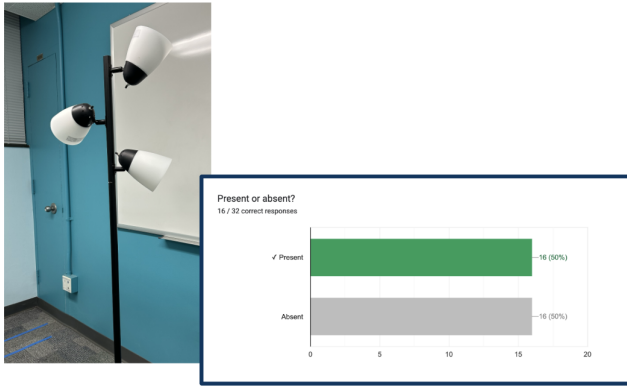 Present or absent?
16 / 32 correct responses
✓ Present
16 (50%)
Absent
16 (50%)
0 5 10 15 20